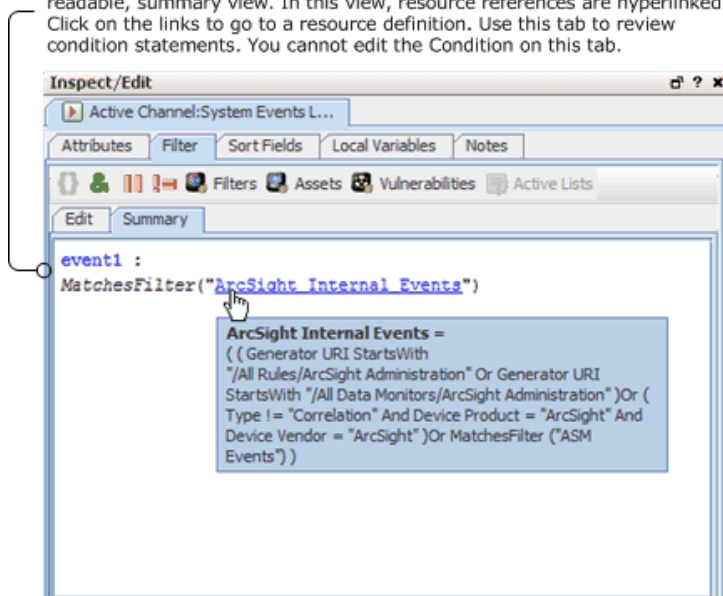 readable, summary view. In this view, resource references are hyperlinked
Click on the links to go to a resource definition. Use this tab to review
condition statements. You cannot edit the Condition on this tab.
Inspect/Edit
Active Channel:System Events L...
Attributes Filter Sort Fields Local Variables Notes
Filters Assets Vulnerabilities Active Lists
Edit Summary
event1 :
MatchesFilter("ArcSight Internal Events")
ArcSight Internal Events =
( ( Generator URI StartsWith
"/All Rules/ArcSight Administration" Or Generator URI
StartsWith "/All Data Monitors/ArcSight Administration" )Or (
Type != "Correlation" And Device Product = "ArcSight" And
Device Vendor = "ArcSight" )Or MatchesFilter ("ASM
Events") )